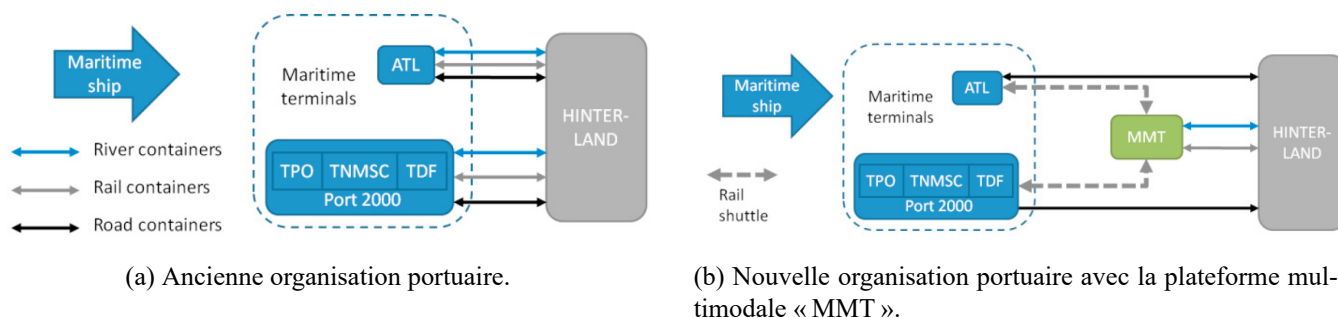 Maritime
ship
ATL
Maritime
terminals
HINTER-
LAND
River containers
Rail containers
Road containers
TPO TNMSC TDF
Port 2000
(a) Ancienne organisation portuaire.
Maritime
ship
ATL
Maritime
terminals
MMT
HINTER-
LAND
Rail
shuttle
TPO TNMSC TDF
Port 2000
(b) Nouvelle organisation portuaire avec la plateforme mul-
timodale « MMT ».